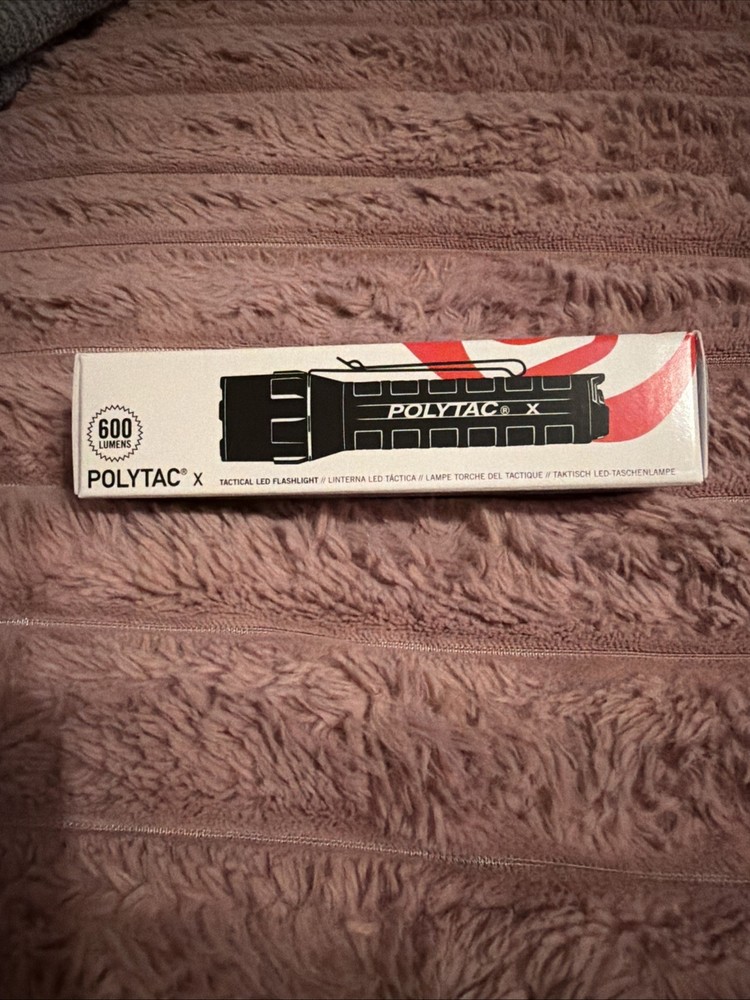 POLYTAC® X
600
LUMENS
POLYTAC® X TACTICAL LED FLASHLIGHT // LINTERNA LED TÁCTICA // LAMPE TORCHE DEL TACTIQUE // TAKTISCH LED-TASCHENLAMPE